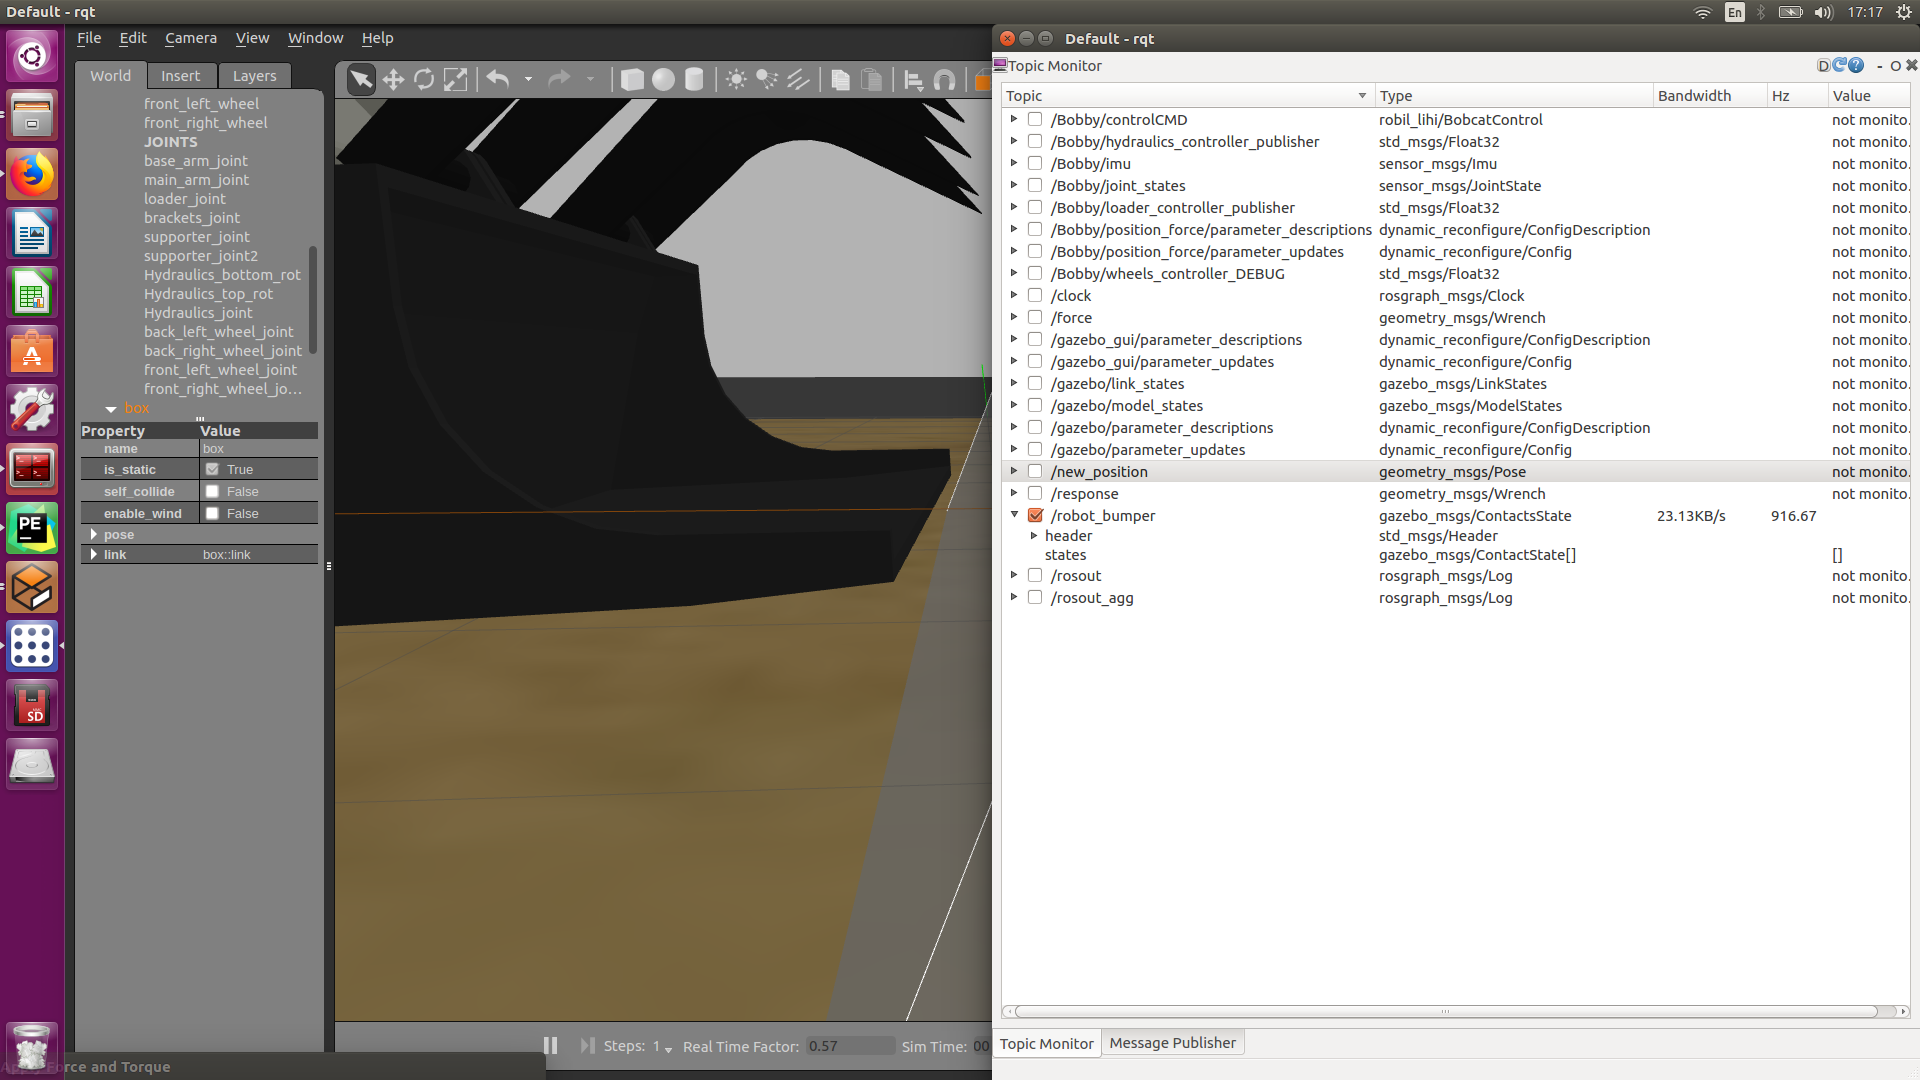 Default - rqt
En
17:17
File Edit Camera View Window Help
World Insert Layers
front_left_wheel
front_right_wheel
JOINTS
base_arm_joint
main_arm_joint
loader_joint
brackets_joint
supporter_joint
supporter_joint2
Hydraulics_bottom_rot
Hydraulics_top_rot
Hydraulics_joint
back_left_wheel_joint
back_right_wheel_joint
front_left_wheel_joint
front_right_wheel_jo...
box
Property Value
name box
is_static True
self_collide False
enable_wind False
pose
link box::link
PE
SD
Steps: 1 Real Time Factor: 0.57 Sim Time: 00
Force and Torque
Default - rqt
Topic Monitor
D - O
Topic Type Bandwidth Hz Value
/Bobby/controlCMD robil_lihi/BobcatControl not monito.
/Bobby/hydraulics_controller_publisher std_msgs/Float32 not monito.
/Bobby/imu sensor_msgs/Imu not monito.
/Bobby/joint_states sensor_msgs/JointState not monito.
/Bobby/loader_controller_publisher std_msgs/Float32 not monito.
/Bobby/position_force/parameter_descriptions dynamic_reconfigure/ConfigDescription not monito.
/Bobby/position_force/parameter_updates dynamic_reconfigure/Config not monito.
/Bobby/wheels_controller_DEBUG std_msgs/Float32 not monito.
/clock rosgraph_msgs/Clock not monito.
/force geometry_msgs/Wrench not monito.
/gazebo_gui/parameter_descriptions dynamic_reconfigure/ConfigDescription not monito.
/gazebo_gui/parameter_updates dynamic_reconfigure/Config not monito.
/gazebo/link_states gazebo_msgs/LinkStates not monito.
/gazebo/model_states gazebo_msgs/ModelStates not monito.
/gazebo/parameter_descriptions dynamic_reconfigure/ConfigDescription not monito.
/gazebo/parameter_updates dynamic_reconfigure/Config not monito.
/new_position geometry_msgs/Pose not monito.
/response geometry_msgs/Wrench not monito.
/robot_bumper gazebo_msgs/ContactsState 23.13KB/s 916.67
header std_msgs/Header
states gazebo_msgs/ContactState[] []
/rosout rosgraph_msgs/Log not monito.
/rosout_agg rosgraph_msgs/Log not monito.
Topic Monitor Message Publisher